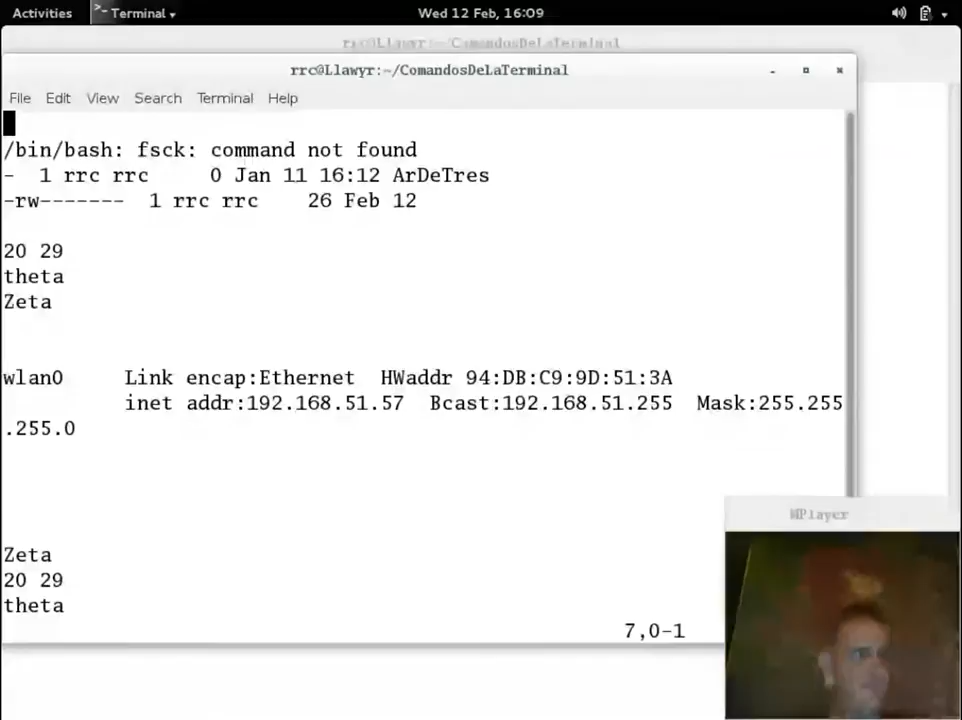 Activities
Terminal
Wed 12 Feb, 16:09
rrc@Llawyr:~/ComandosDeLaTerminal
rrc@Llawyr:~/ComandosDeLaTerminal
File Edit View Search Terminal Help
/bin/bash: fsck: command not found
- 1 rrc rrc 0 Jan 11 16:12 ArDeTres
-rw------- 1 rrc rrc 26 Feb 12
20 29
theta
Zeta
wlan0 Link encap:Ethernet HWaddr 94:DB:C9:9D:51:3A
inet addr:192.168.51.57 Bcast:192.168.51.255 Mask:255.255
.255.0
Zeta
20 29
theta
7,0-1
MPlayer